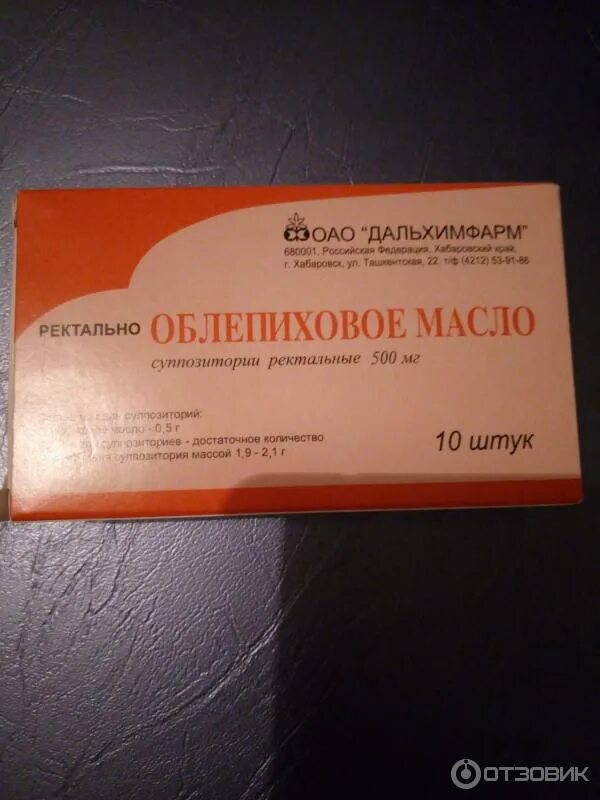 ОАО "ДАЛЬХИМФАРМ"
680001, Российская Федерация, Хабаровский край,
г. Хабаровск, ул. Ташкентская, 22. т/ф (4212) 53-91-86
РЕКТАЛЬНО ОБЛЕПИХОВОЕ МАСЛО
суппозитории ректальные 500 мг
суппозиторий:
масло - 0,5 г
суппозиториев - достаточное количество
суппозитория массой 1,9 - 2,1 г
10 штук
ОТЗОВИК